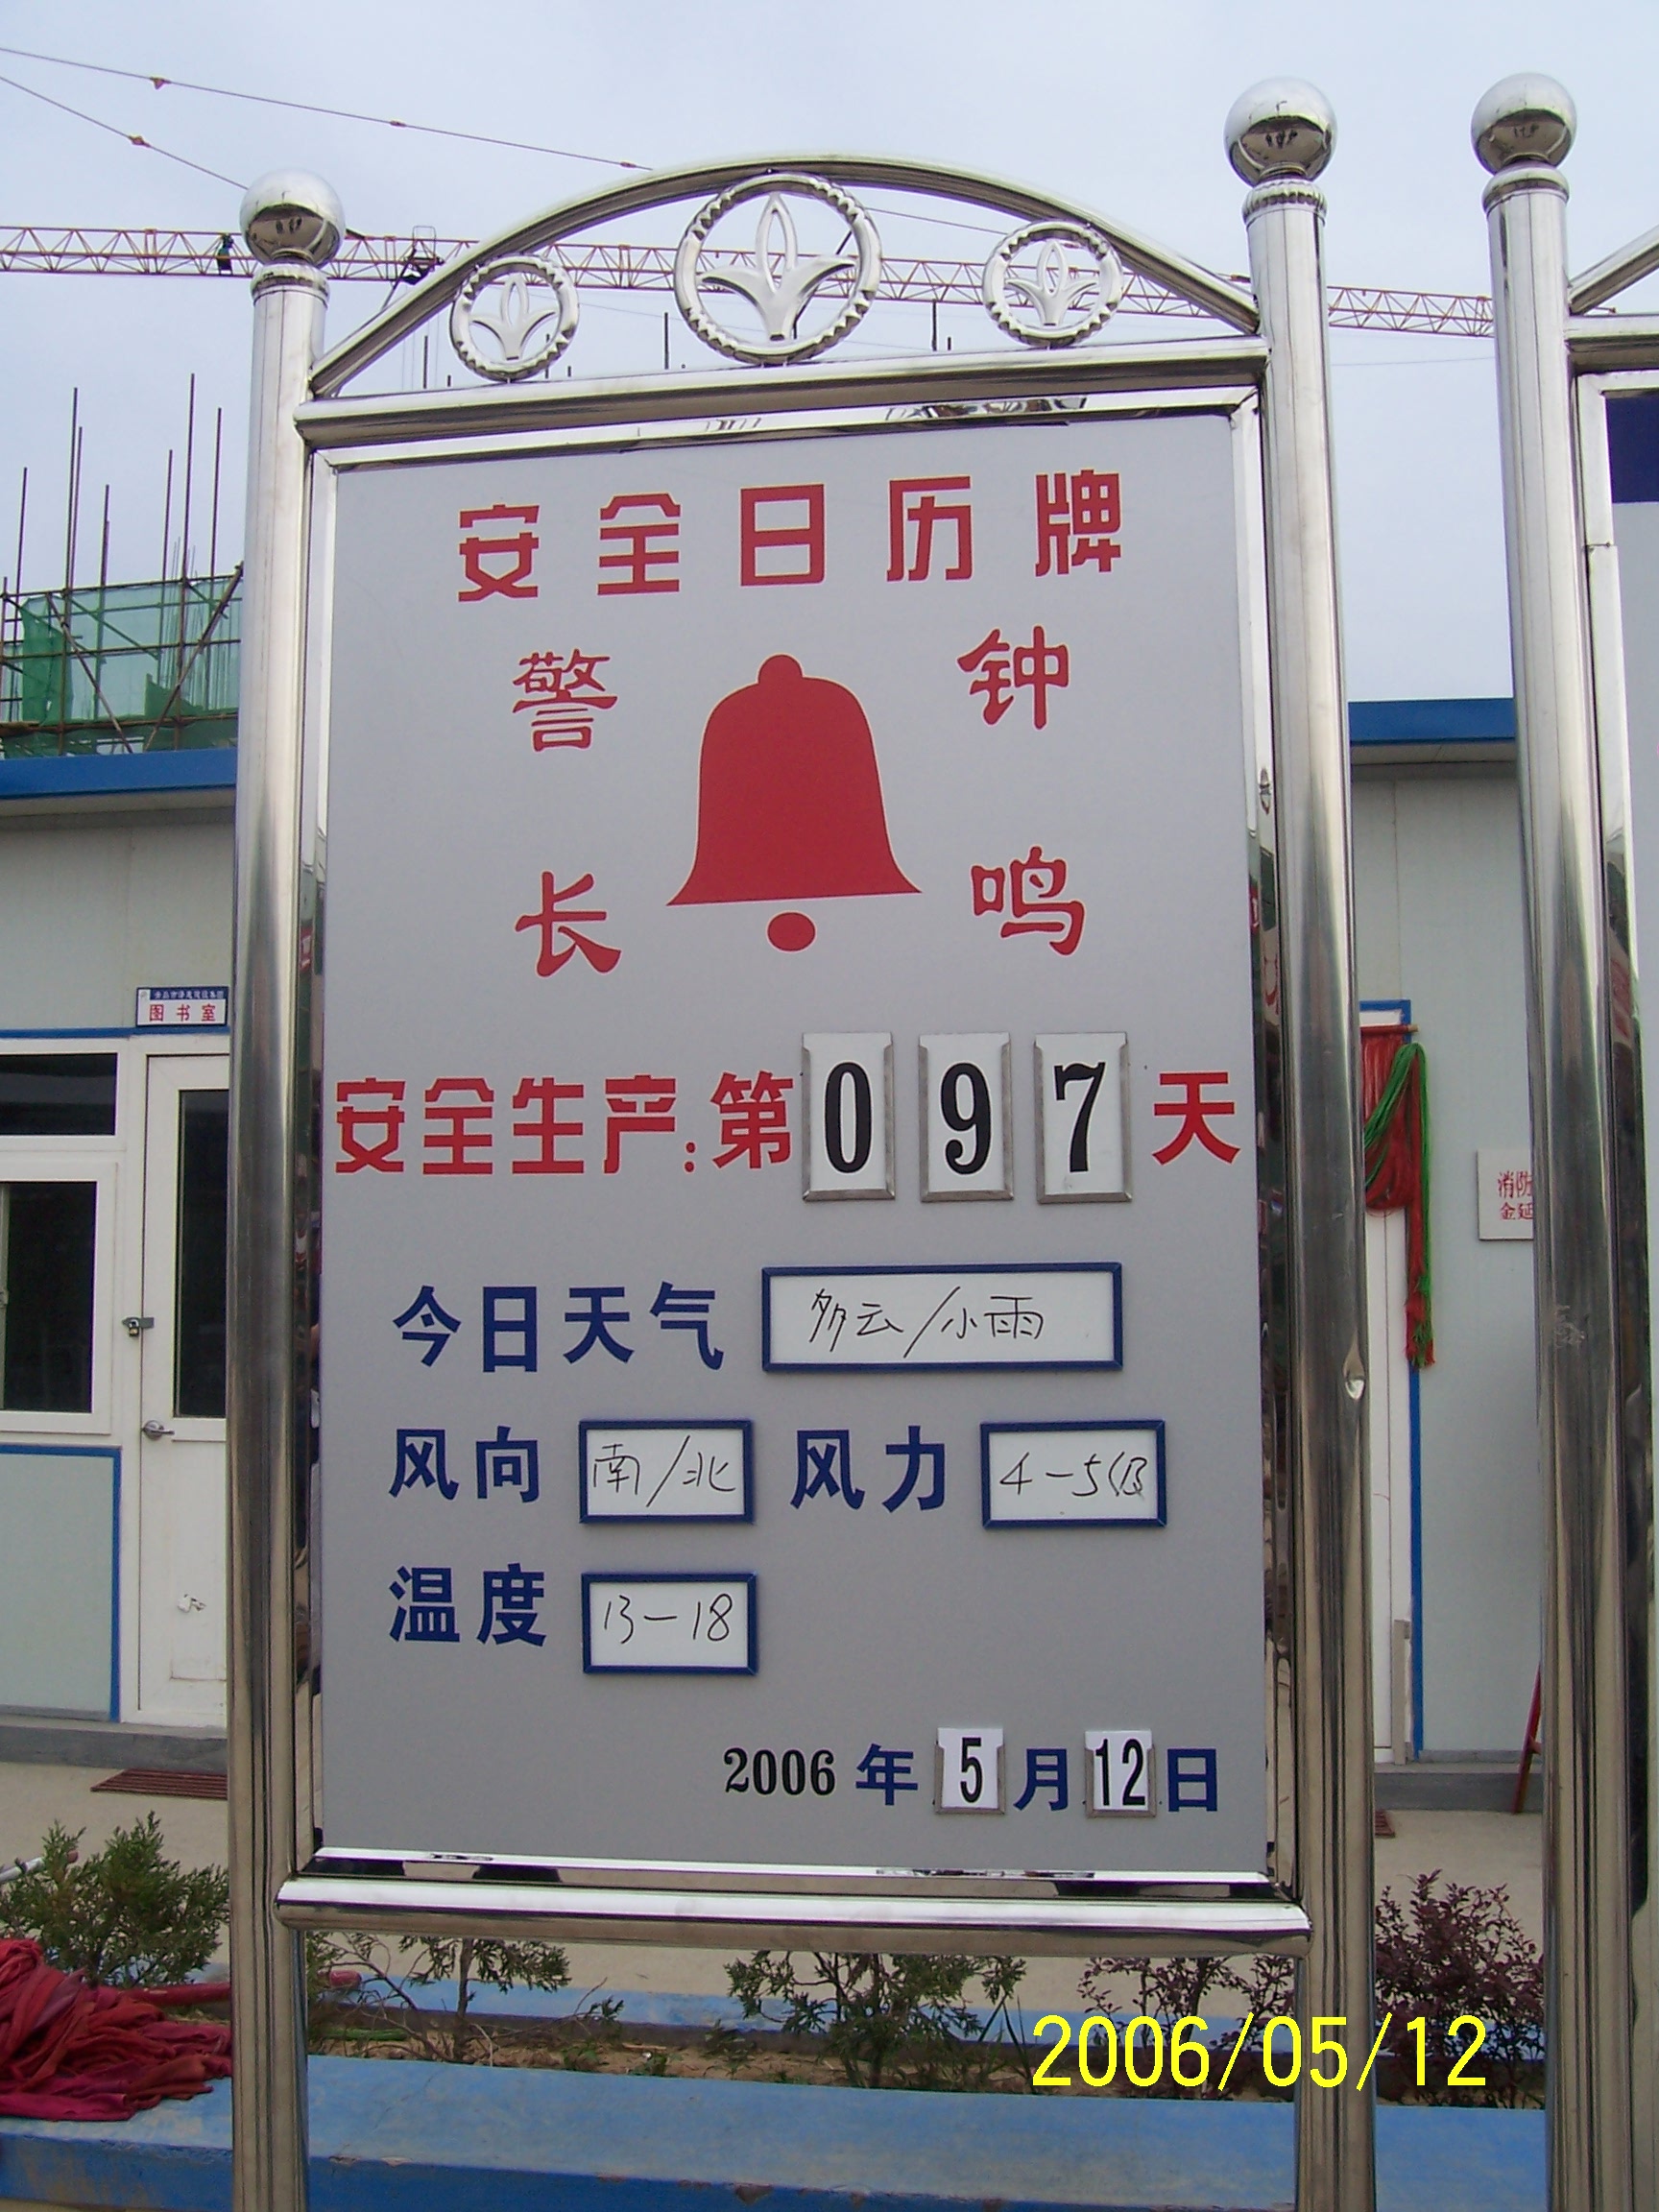 安全日历牌
警 钟
长 鸣
安全生产:第097天
今日天气 多云/小雨
风向 南/北 风力 4-5级
温度 13-18
2006年5月12日
图书室
消防
2006/05/12